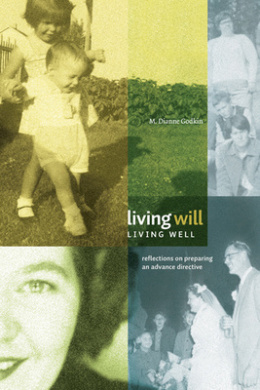 M. Dianne Godkin
living will
LIVING WELL
reflections on preparing
an advance directive